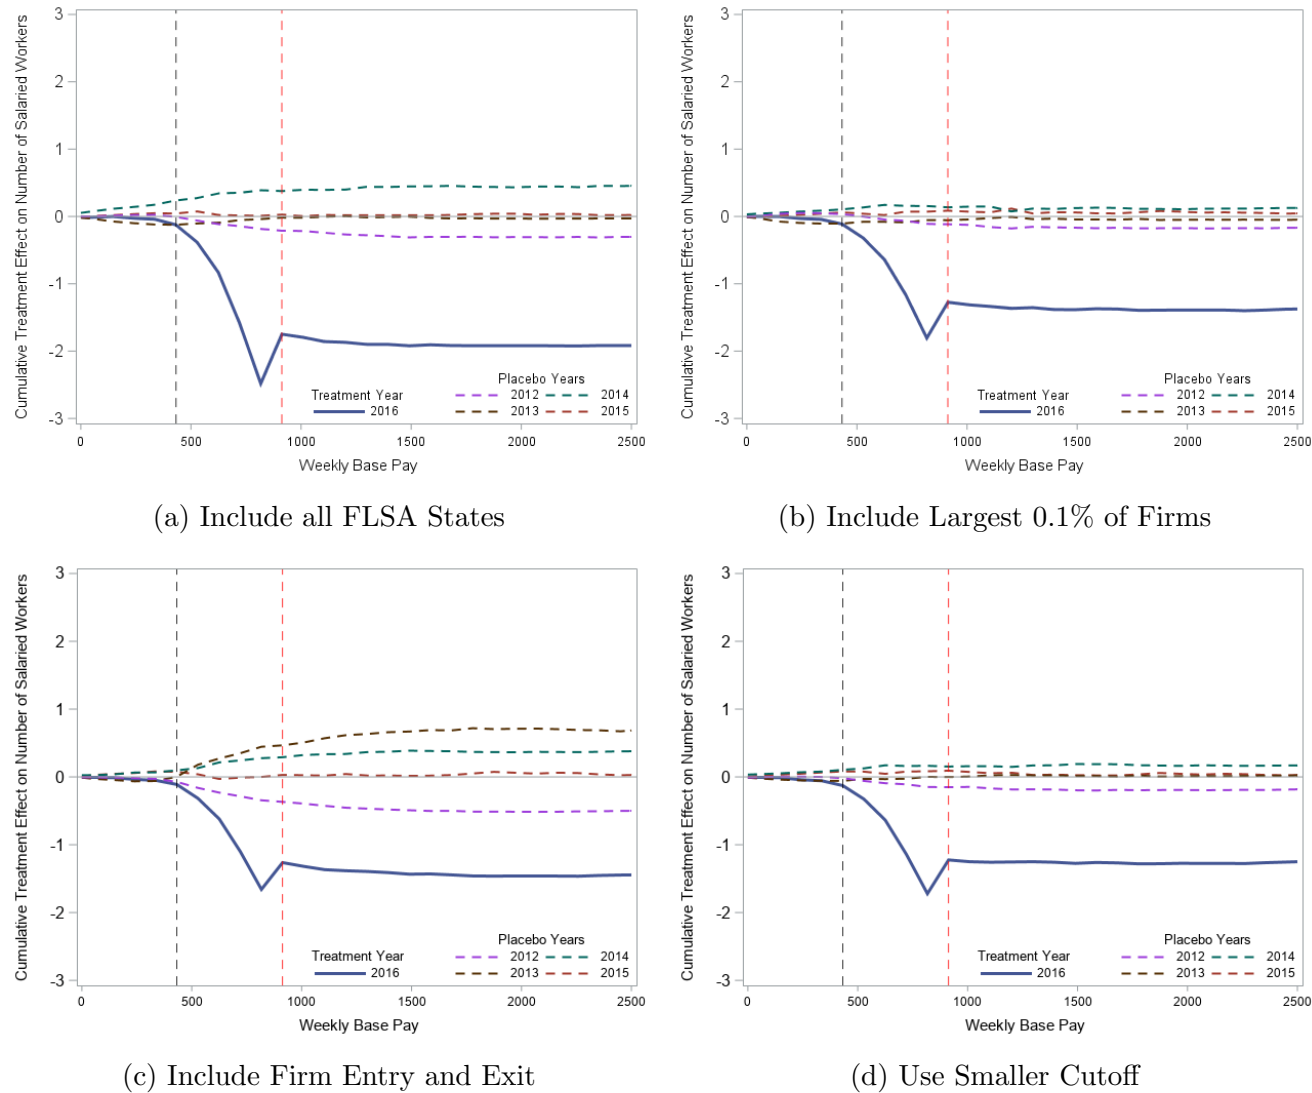 Cumulative Treatment Effect on Number of Salaried Workers
3
2
1
0
-1
-2
-3
Treatment Year
2016
Placebo Years
2012 2014
2013 2015
0 500 1000 1500 2000 2500
Weekly Base Pay
(a) Include all FLSA States
Cumulative Treatment Effect on Number of Salaried Workers
3
2
1
0
-1
-2
-3
Treatment Year
2016
Placebo Years
2012 2014
2013 2015
0 500 1000 1500 2000 2500
Weekly Base Pay
(b) Include Largest 0.1% of Firms
Cumulative Treatment Effect on Number of Salaried Workers
3
2
1
0
-1
-2
-3
Treatment Year
2016
Placebo Years
2012 2014
2013 2015
0 500 1000 1500 2000 2500
Weekly Base Pay
(c) Include Firm Entry and Exit
Cumulative Treatment Effect on Number of Salaried Workers
3
2
1
0
-1
-2
-3
Treatment Year
2016
Placebo Years
2012 2014
2013 2015
0 500 1000 1500 2000 2500
Weekly Base Pay
(d) Use Smaller Cutoff